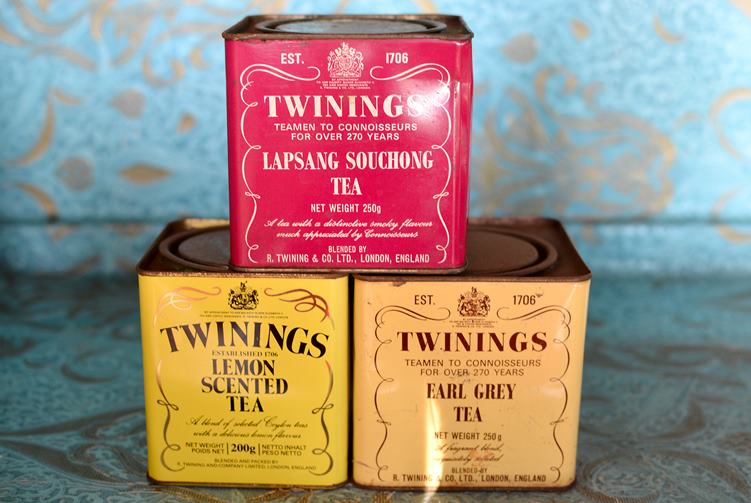 EST. 1706
TWININGS
TEAMEN TO CONNOISSEURS
FOR OVER 270 YEARS
LAPSANG SOUCHONG
TEA
NET WEIGHT 250g
A tea with a distinctive smoky flavour
much appreciated by Connoisseurs
BLENDED BY
R. TWINING & CO. LTD., LONDON, ENGLAND
TWININGS
ESTABLISHED 1706
LEMON
SCENTED
TEA
A blend of selected Ceylon teas
with a delicious lemon flavour
NET WEIGHT 200g NETTO INHALT
POIDS NET PESO NETTO
BLENDED AND PACKED BY
R. TWINING AND COMPANY LIMITED, LONDON, ENGLAND
EST. 1706
TWININGS
TEAMEN TO CONNOISSEURS
FOR OVER 270 YEARS
EARL GREY
TEA
NET WEIGHT 250g
A fragrant blend,
BLENDED BY
R. TWINING & CO. LTD., LONDON, ENGLAND